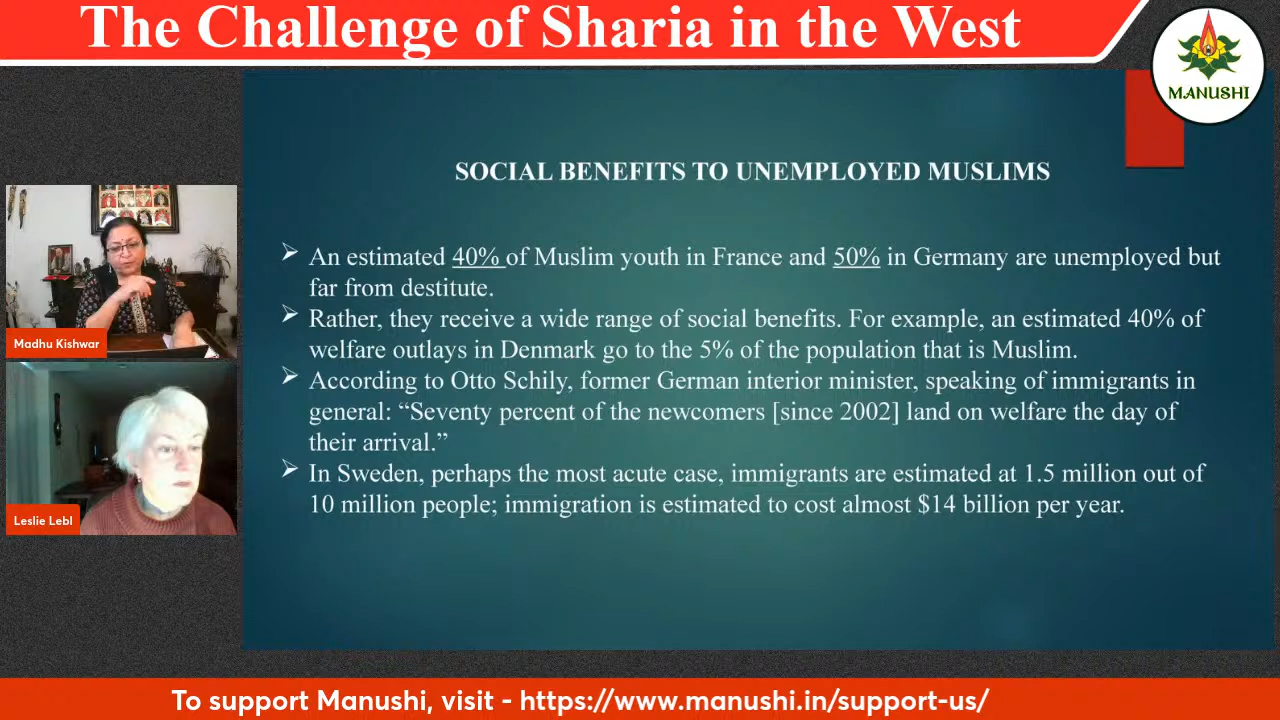 The Challenge of Sharia in the West
MANUSHI
SOCIAL BENEFITS TO UNEMPLOYED MUSLIMS
An estimated 40% of Muslim youth in France and 50% in Germany are unemployed but
far from destitute.
Rather, they receive a wide range of social benefits. For example, an estimated 40% of
welfare outlays in Denmark go to the 5% of the population that is Muslim.
According to Otto Schily, former German interior minister, speaking of immigrants in
general: “Seventy percent of the newcomers [since 2002] land on welfare the day of
their arrival.”
In Sweden, perhaps the most acute case, immigrants are estimated at 1.5 million out of
10 million people; immigration is estimated to cost almost $14 billion per year.
Madhu Kishwar
Leslie Lebl
To support Manushi, visit - https://www.manushi.in/support-us/